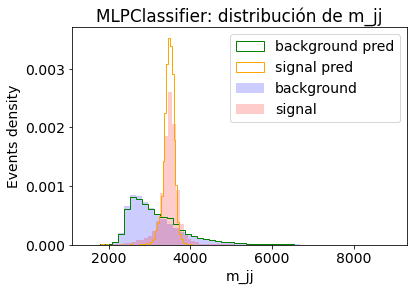 MLPClassifier: distribución de m_jj
background pred
signal pred
background
signal
Events density
0.003
0.002
0.001
0.000
2000 4000 6000 8000
m_jj